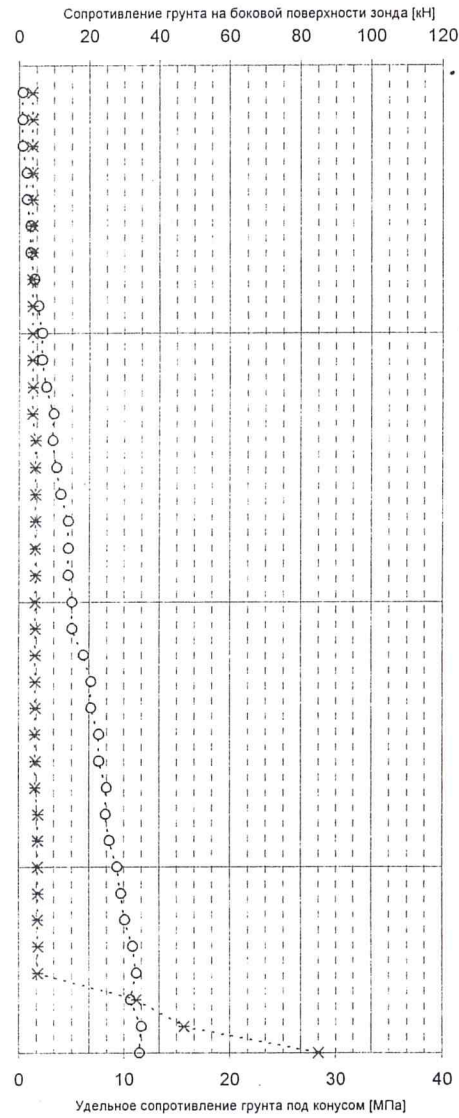 Сопротивление грунта на боковой поверхности зонда [кН]
0 20 40 60 80 100 120
0 10 20 30 40
Удельное сопротивление грунта под конусом [МПа]